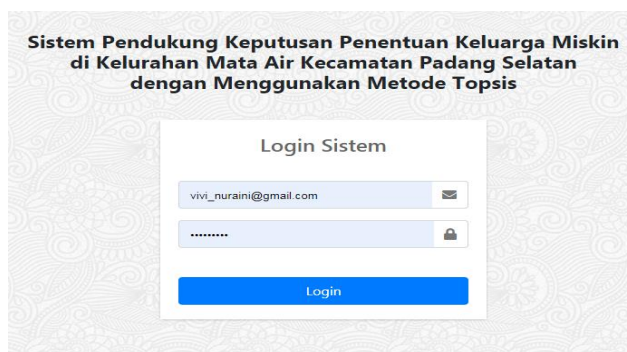 Sistem Pendukung Keputusan Penentuan Keluarga Miskin
di Kelurahan Mata Air Kecamatan Padang Selatan
dengan Menggunakan Metode Topsis
Login Sistem
vivi_nuraini@gmail.com
•••••••••
Login